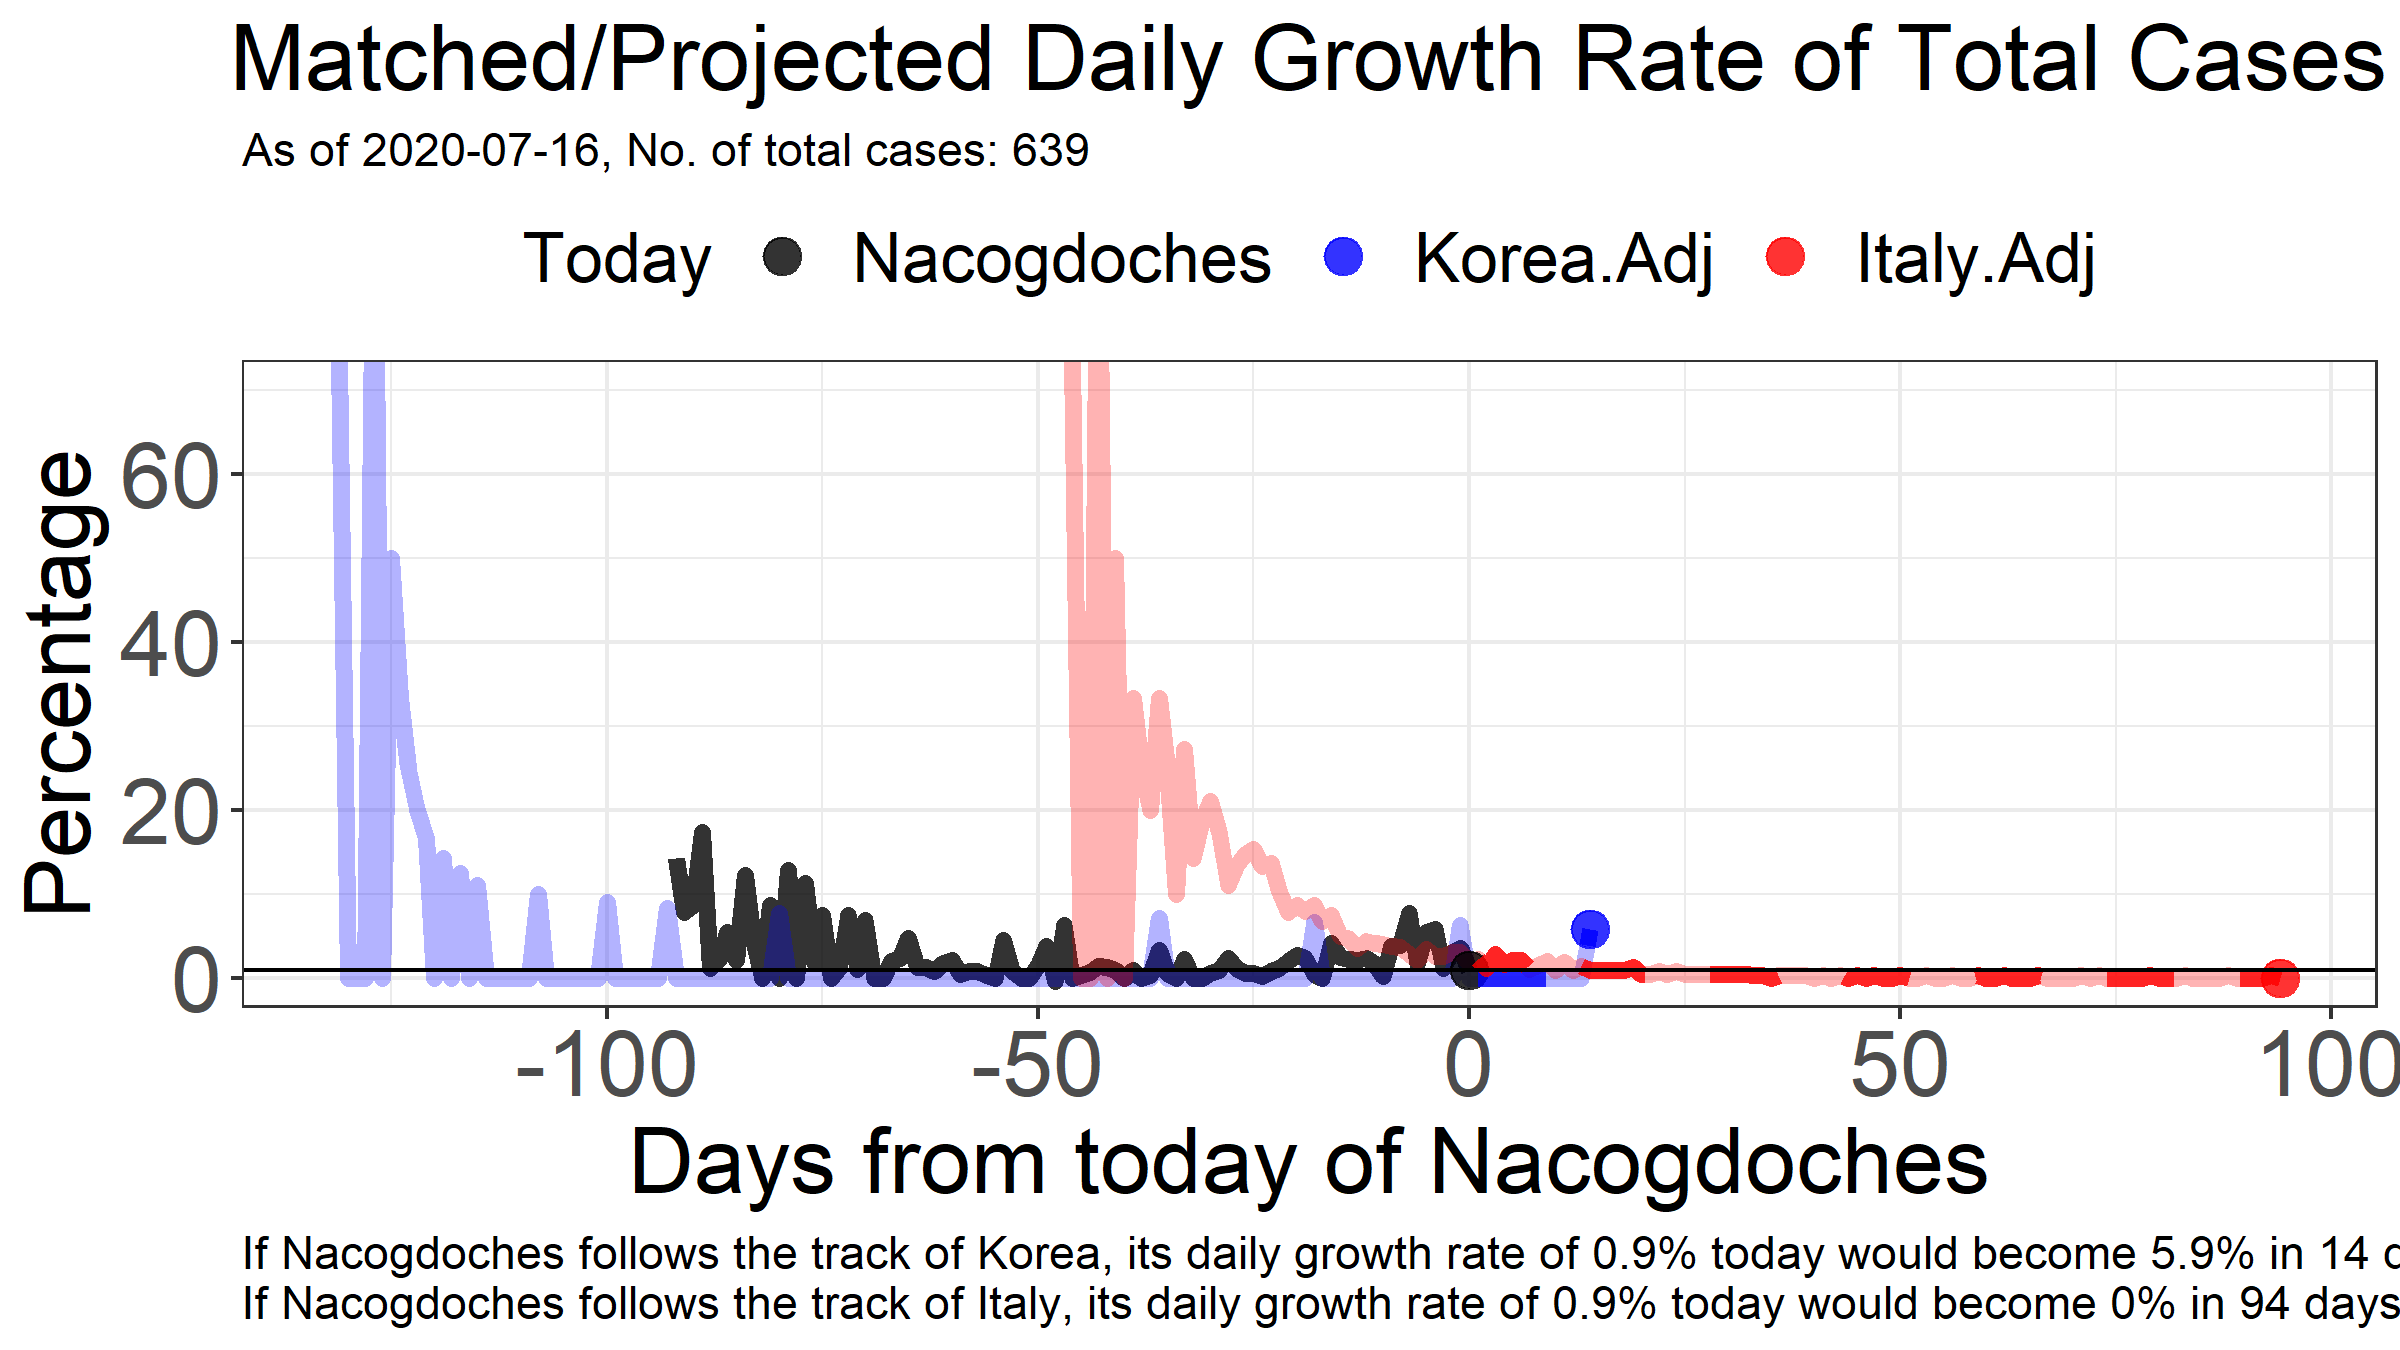 Matched/Projected Daily Growth Rate of Total Cases
As of 2020-07-16, No. of total cases: 639
Today Nacogdoches Korea.Adj Italy.Adj
Percentage
60
40
20
0
-100 -50 0 50 100
Days from today of Nacogdoches
If Nacogdoches follows the track of Korea, its daily growth rate of 0.9% today would become 5.9% in 14
If Nacogdoches follows the track of Italy, its daily growth rate of 0.9% today would become 0% in 94 days